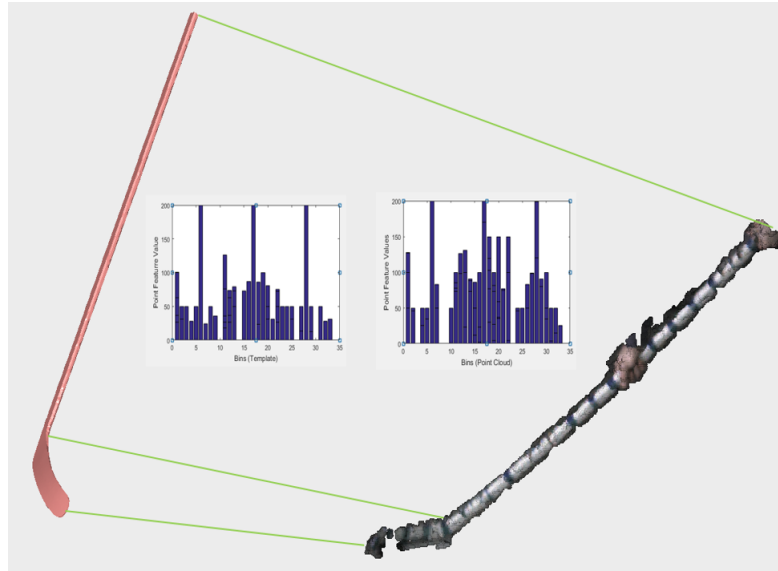 200
150
100
50
0
0 5 10 15 20 25 30 35
Point Feature Value
Bins (Template)
200
150
100
50
0
0 5 10 15 20 25 30 35
Point Feature Values
Bins (Point Cloud)